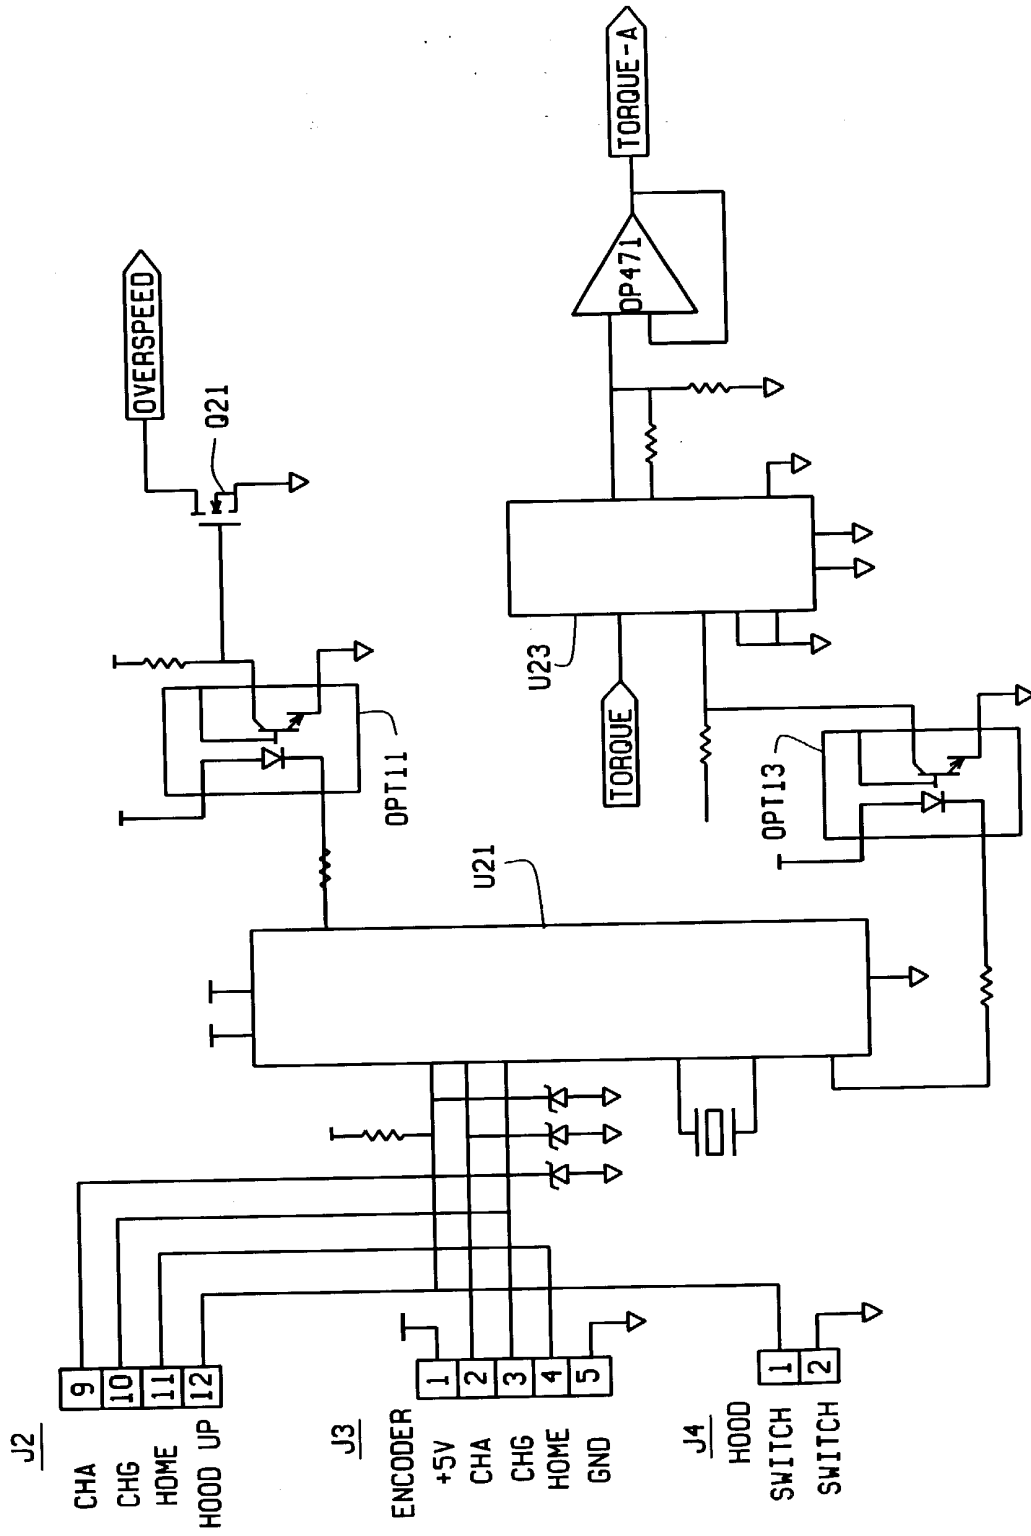 J2
CHA 9
CHG 10
HOME 11
HOOD UP 12
J3
ENCODER
+5V 1
CHA 2
CHG 3
HOME 4
GND 5
J4
HOOD
SWITCH 1
SWITCH 2
U21
OPT11
OPT13
Q21
OVERSPEED
TORQUE
U23
OP471
TORQUE-A